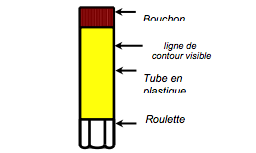 Bouchon
ligne de
contour visible
Tube en
plastique
Roulette